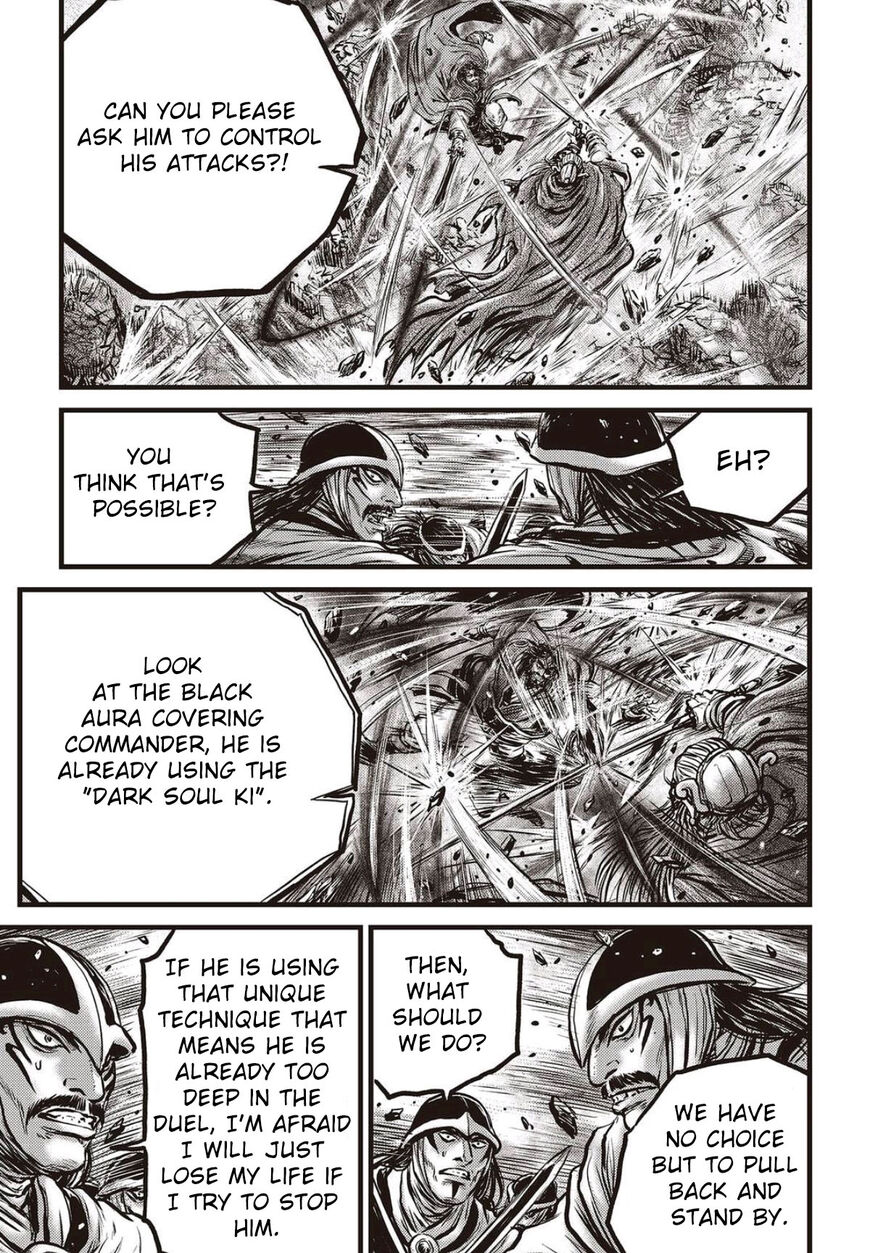 CAN YOU PLEASE
ASK HIM TO CONTROL
HIS ATTACKS?!
EH?
YOU
THINK THAT'S
POSSIBLE?
LOOK
AT THE BLACK
AURA COVERING
COMMANDER, HE IS
ALREADY USING THE
"DARK SOUL KI".
THEN,
WHAT
SHOULD
WE DO?
WE HAVE
NO CHOICE
BUT TO PULL
BACK AND
STAND BY.
IF HE IS USING
THAT UNIQUE
TECHNIQUE THAT
MEANS HE IS
ALREADY TOO
DEEP IN THE
DUEL, I'M AFRAID
I WILL JUST
LOSE MY LIFE IF
I TRY TO STOP
HIM.